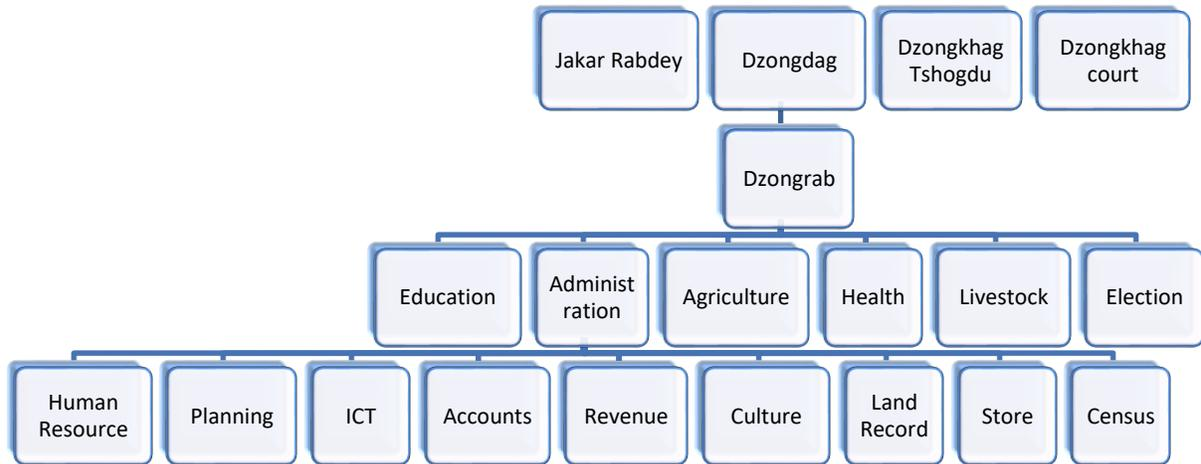 Jakar Rabdey
Dzongdag
Dzongkhag
Tshogdu
Dzongkhag
court
Dzongrab
Education
Administ
ration
Agriculture
Health
Livestock
Election
Human
Resource
Planning
ICT
Accounts
Revenue
Culture
Land
Record
Store
Census